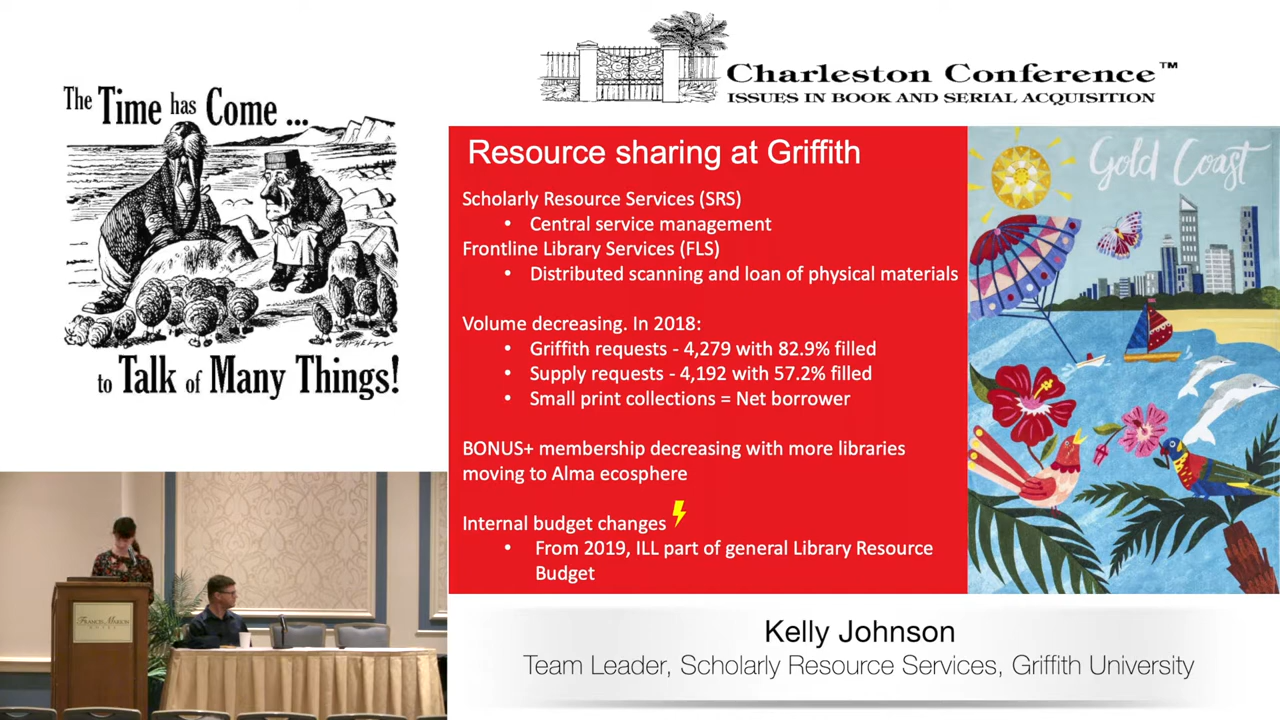 The Time has Come ...
to Talk of Many Things!
Charleston Conference™
ISSUES IN BOOK AND SERIAL ACQUISITION
Resource sharing at Griffith
Scholarly Resource Services (SRS)
• Central service management
Frontline Library Services (FLS)
• Distributed scanning and loan of physical materials
Volume decreasing. In 2018:
• Griffith requests - 4,279 with 82.9% filled
• Supply requests - 4,192 with 57.2% filled
• Small print collections = Net borrower
BONUS+ membership decreasing with more libraries
moving to Alma ecosphere
Internal budget changes
• From 2019, ILL part of general Library Resource
Budget
Gold Coast
FRANCIS MARION
HOTEL
Kelly Johnson
Team Leader, Scholarly Resource Services, Griffith University